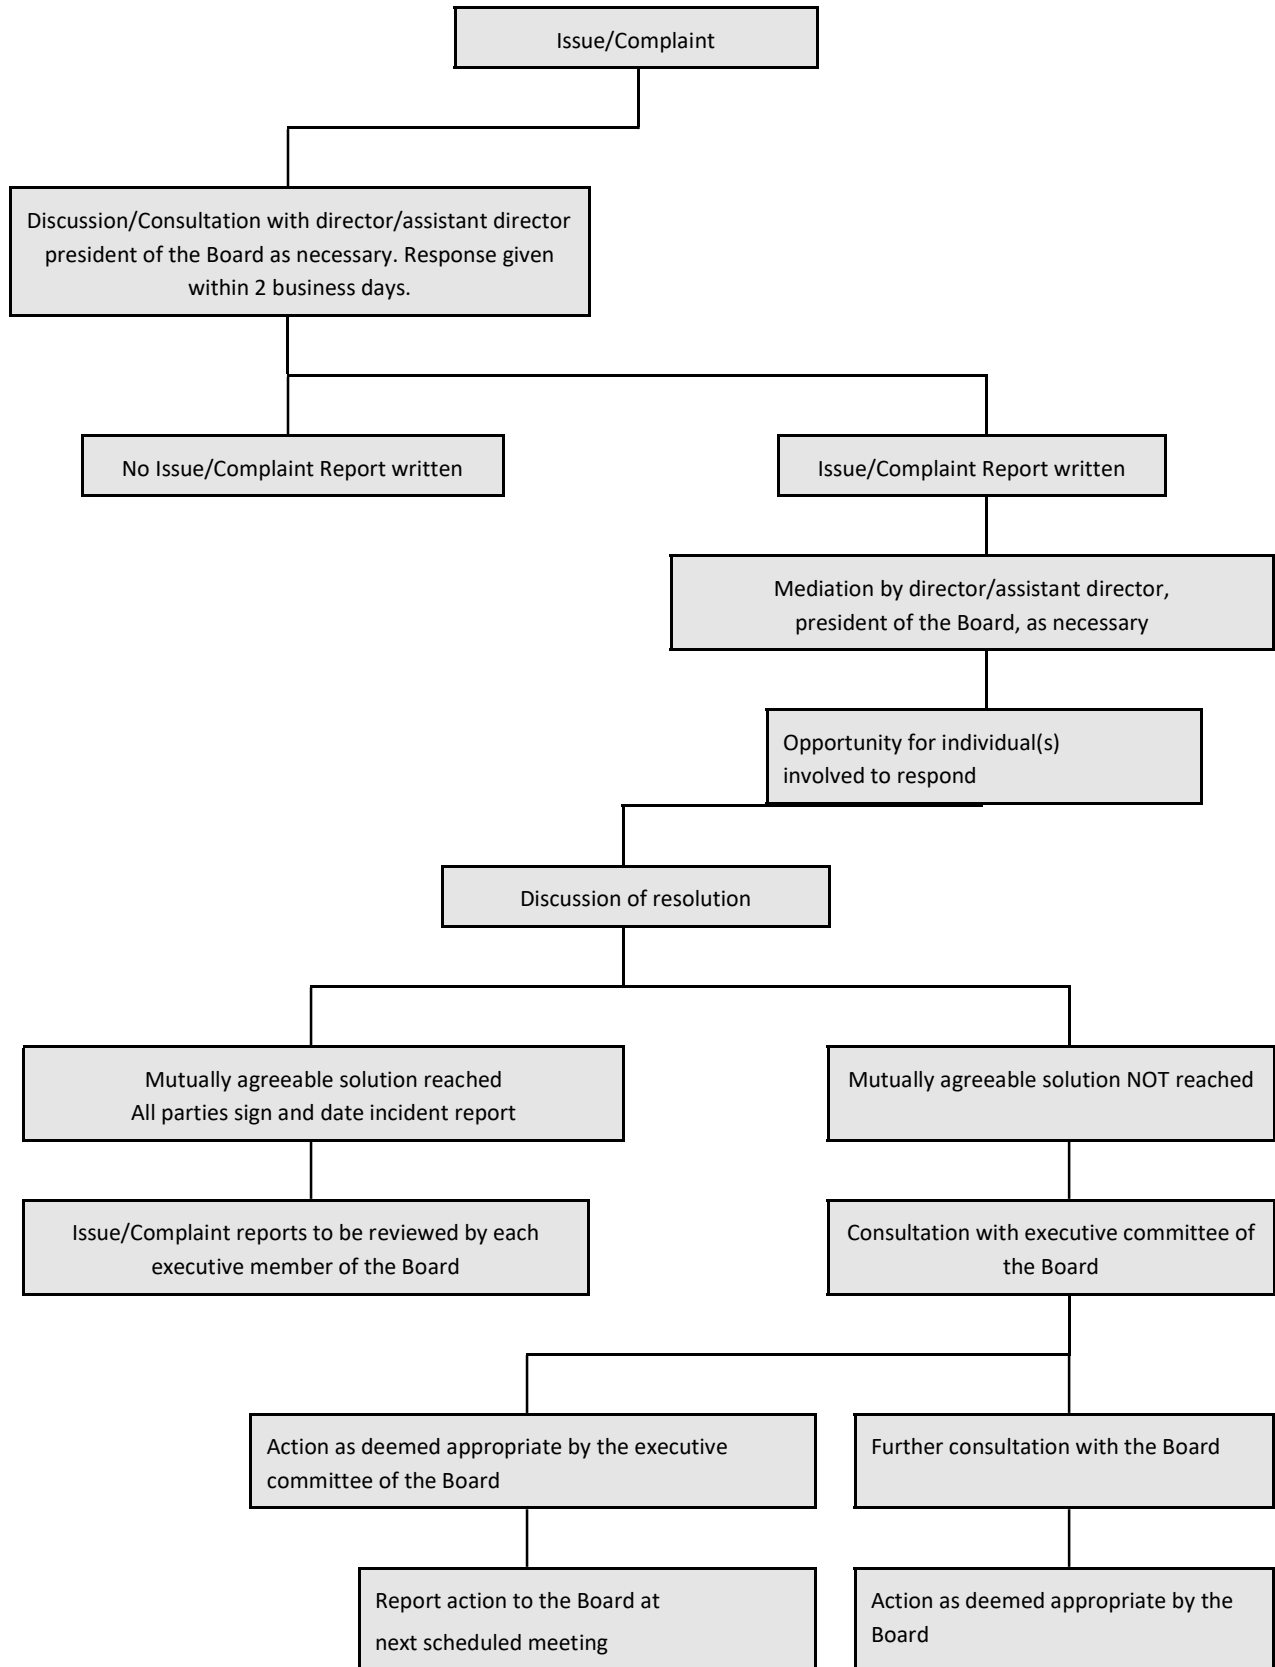 Issue/Complaint
Discussion/Consultation with director/assistant director
president of the Board as necessary. Response given
within 2 business days.
No Issue/Complaint Report written
Issue/Complaint Report written
Mediation by director/assistant director,
president of the Board, as necessary
Opportunity for individual(s)
involved to respond
Discussion of resolution
Mutually agreeable solution reached
All parties sign and date incident report
Mutually agreeable solution NOT reached
Issue/Complaint reports to be reviewed by each
executive member of the Board
Consultation with executive committee of
the Board
Action as deemed appropriate by the executive
committee of the Board
Further consultation with the Board
Report action to the Board at
next scheduled meeting
Action as deemed appropriate by the
Board